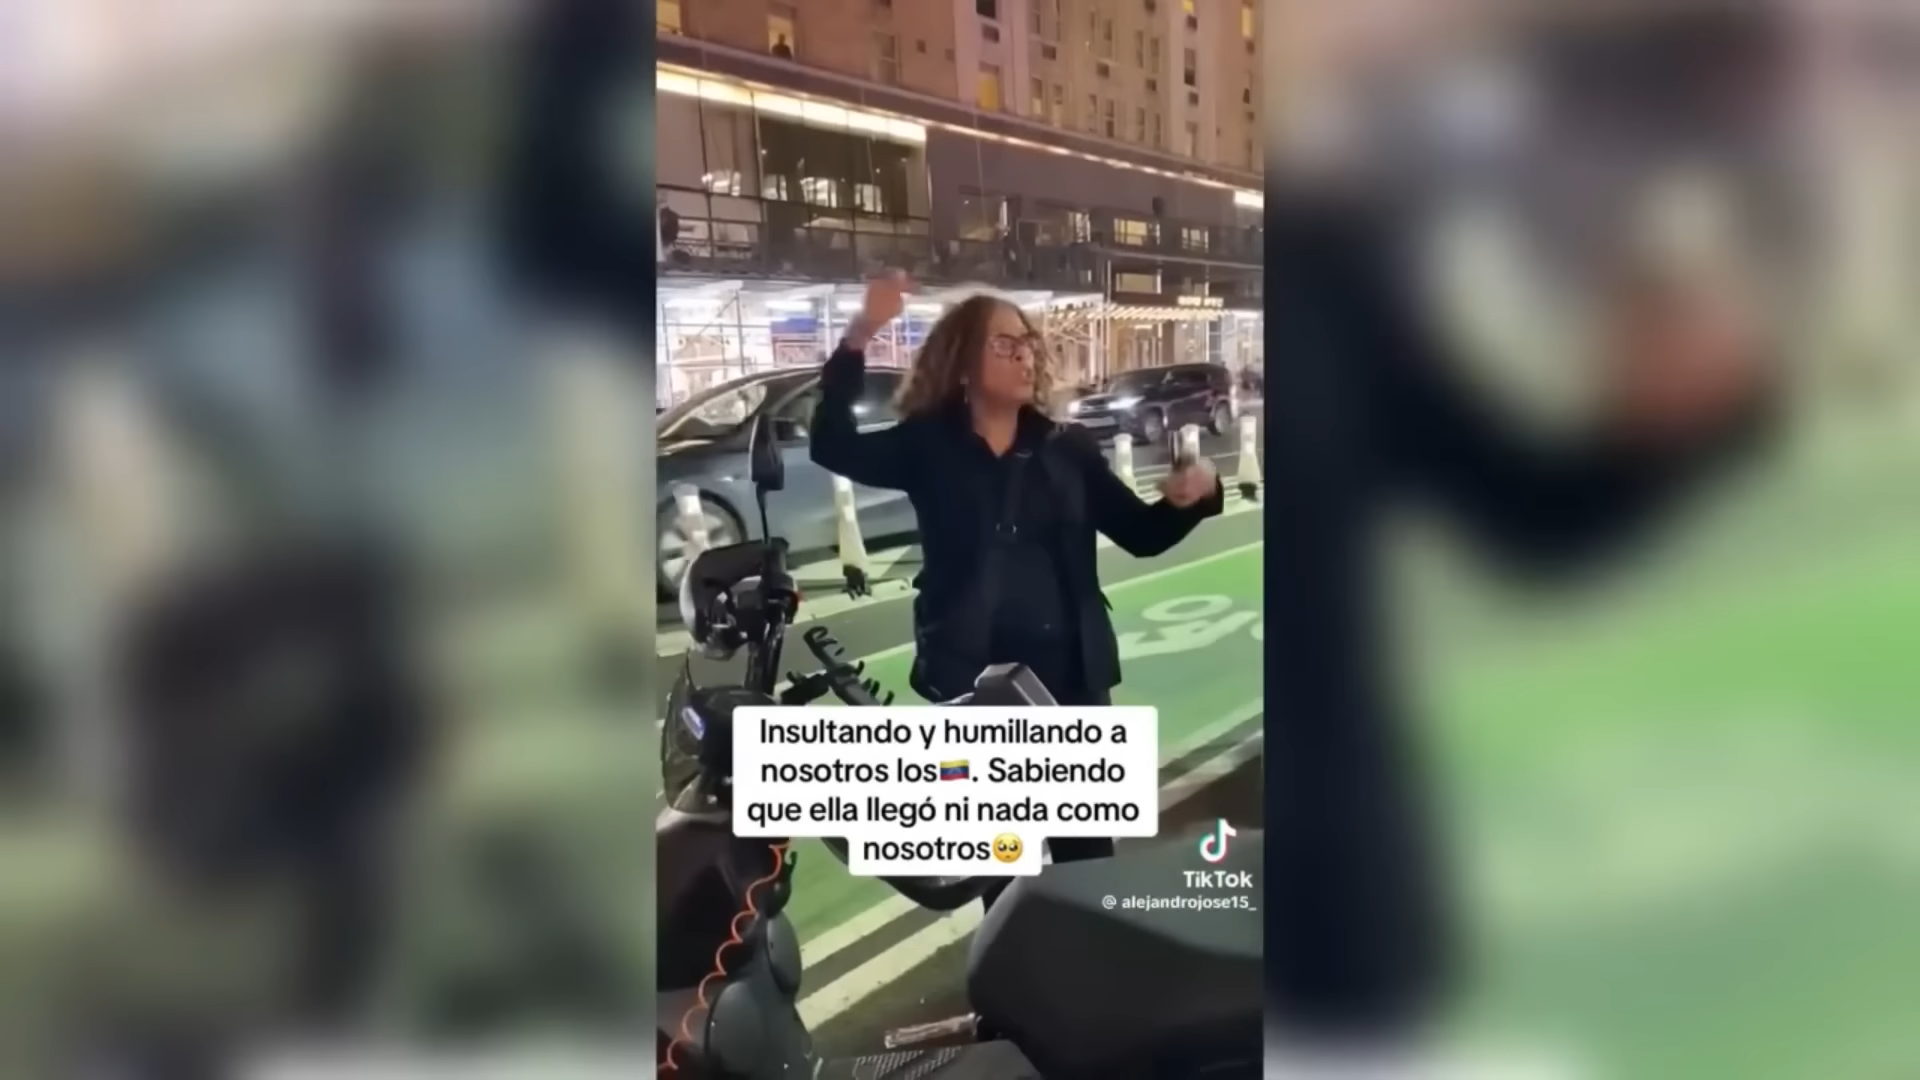 Insultando y humillando a
nosotros los🇻🇪. Sabiendo
que ella llegó ni nada como
nosotros🥺
TikTok
@ alejandrojose15_